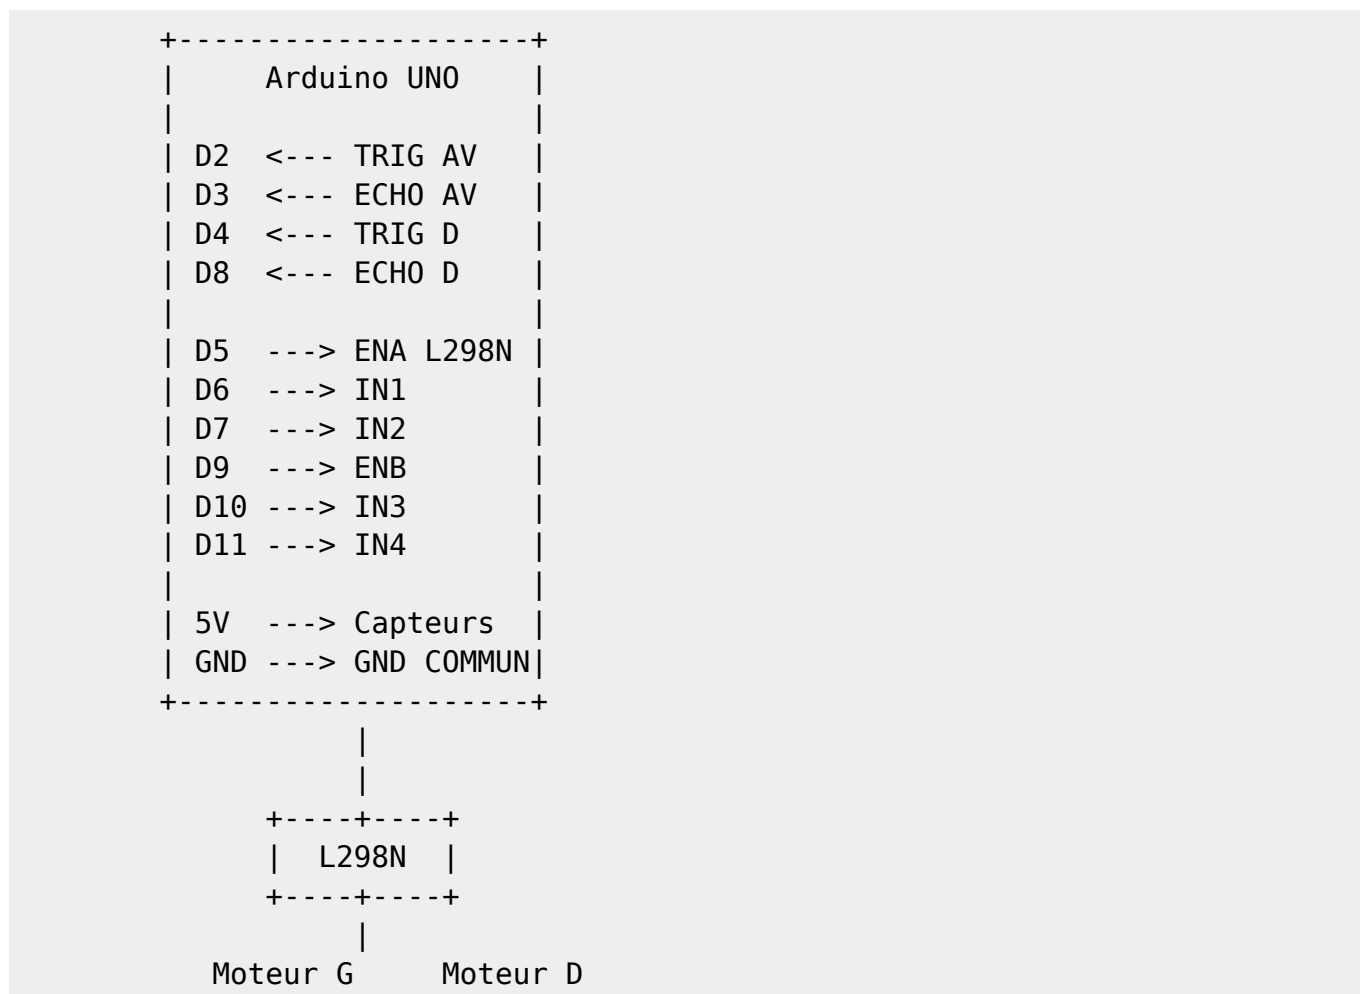 +--------------------+
|     Arduino UNO    |
|                    |
| D2  <--- TRIG AV   |
| D3  <--- ECHO AV   |
| D4  <--- TRIG D    |
| D8  <--- ECHO D    |
|                    |
| D5  ---> ENA L298N |
| D6  ---> IN1       |
| D7  ---> IN2       |
| D9  ---> ENB       |
| D10 ---> IN3       |
| D11 ---> IN4       |
|                    |
| 5V  ---> Capteurs  |
| GND ---> GND COMMUN|
+--------------------+
           |
           |
      +----+----+
      |  L298N  |
      +----+----+
           |
   Moteur G     Moteur D